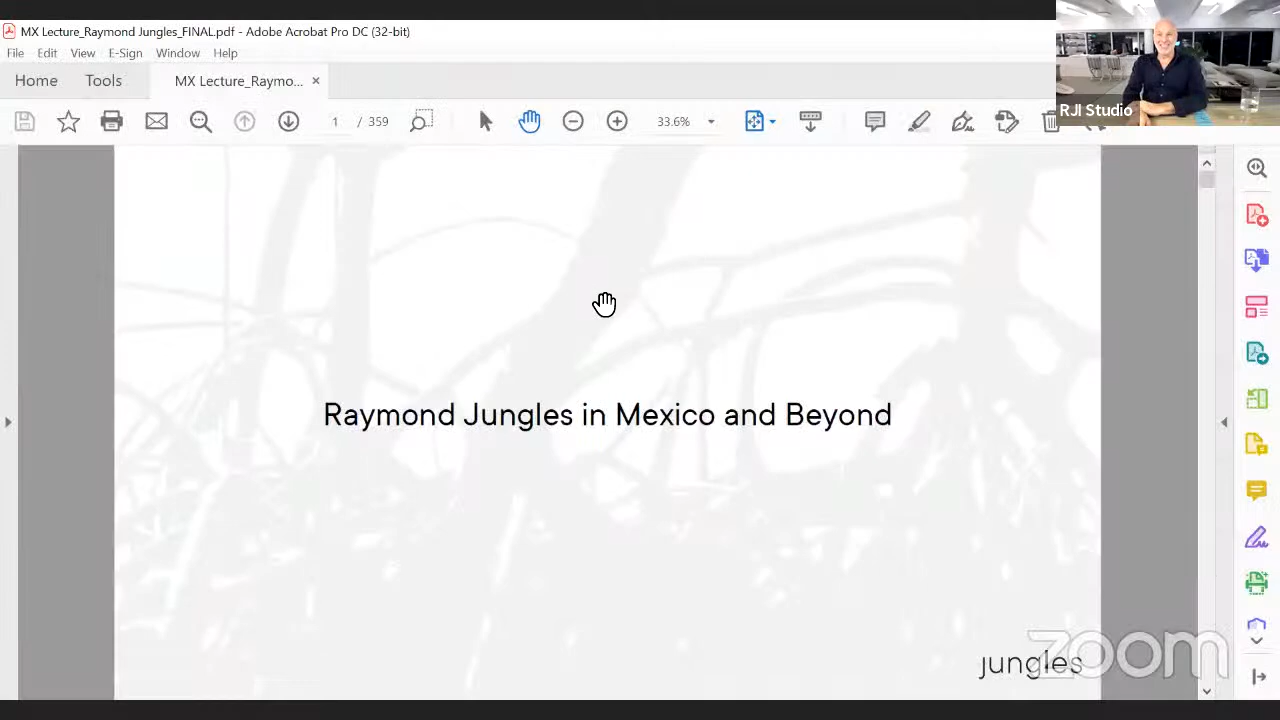 MX Lecture_Raymond Jungles_FINAL.pdf - Adobe Acrobat Pro DC (32-bit)
File Edit View E-Sign Window Help
Home Tools MX Lecture_Raymo... ×
1 / 359 33.6%
RJI Studio
Raymond Jungles in Mexico and Beyond
jungles
zoom